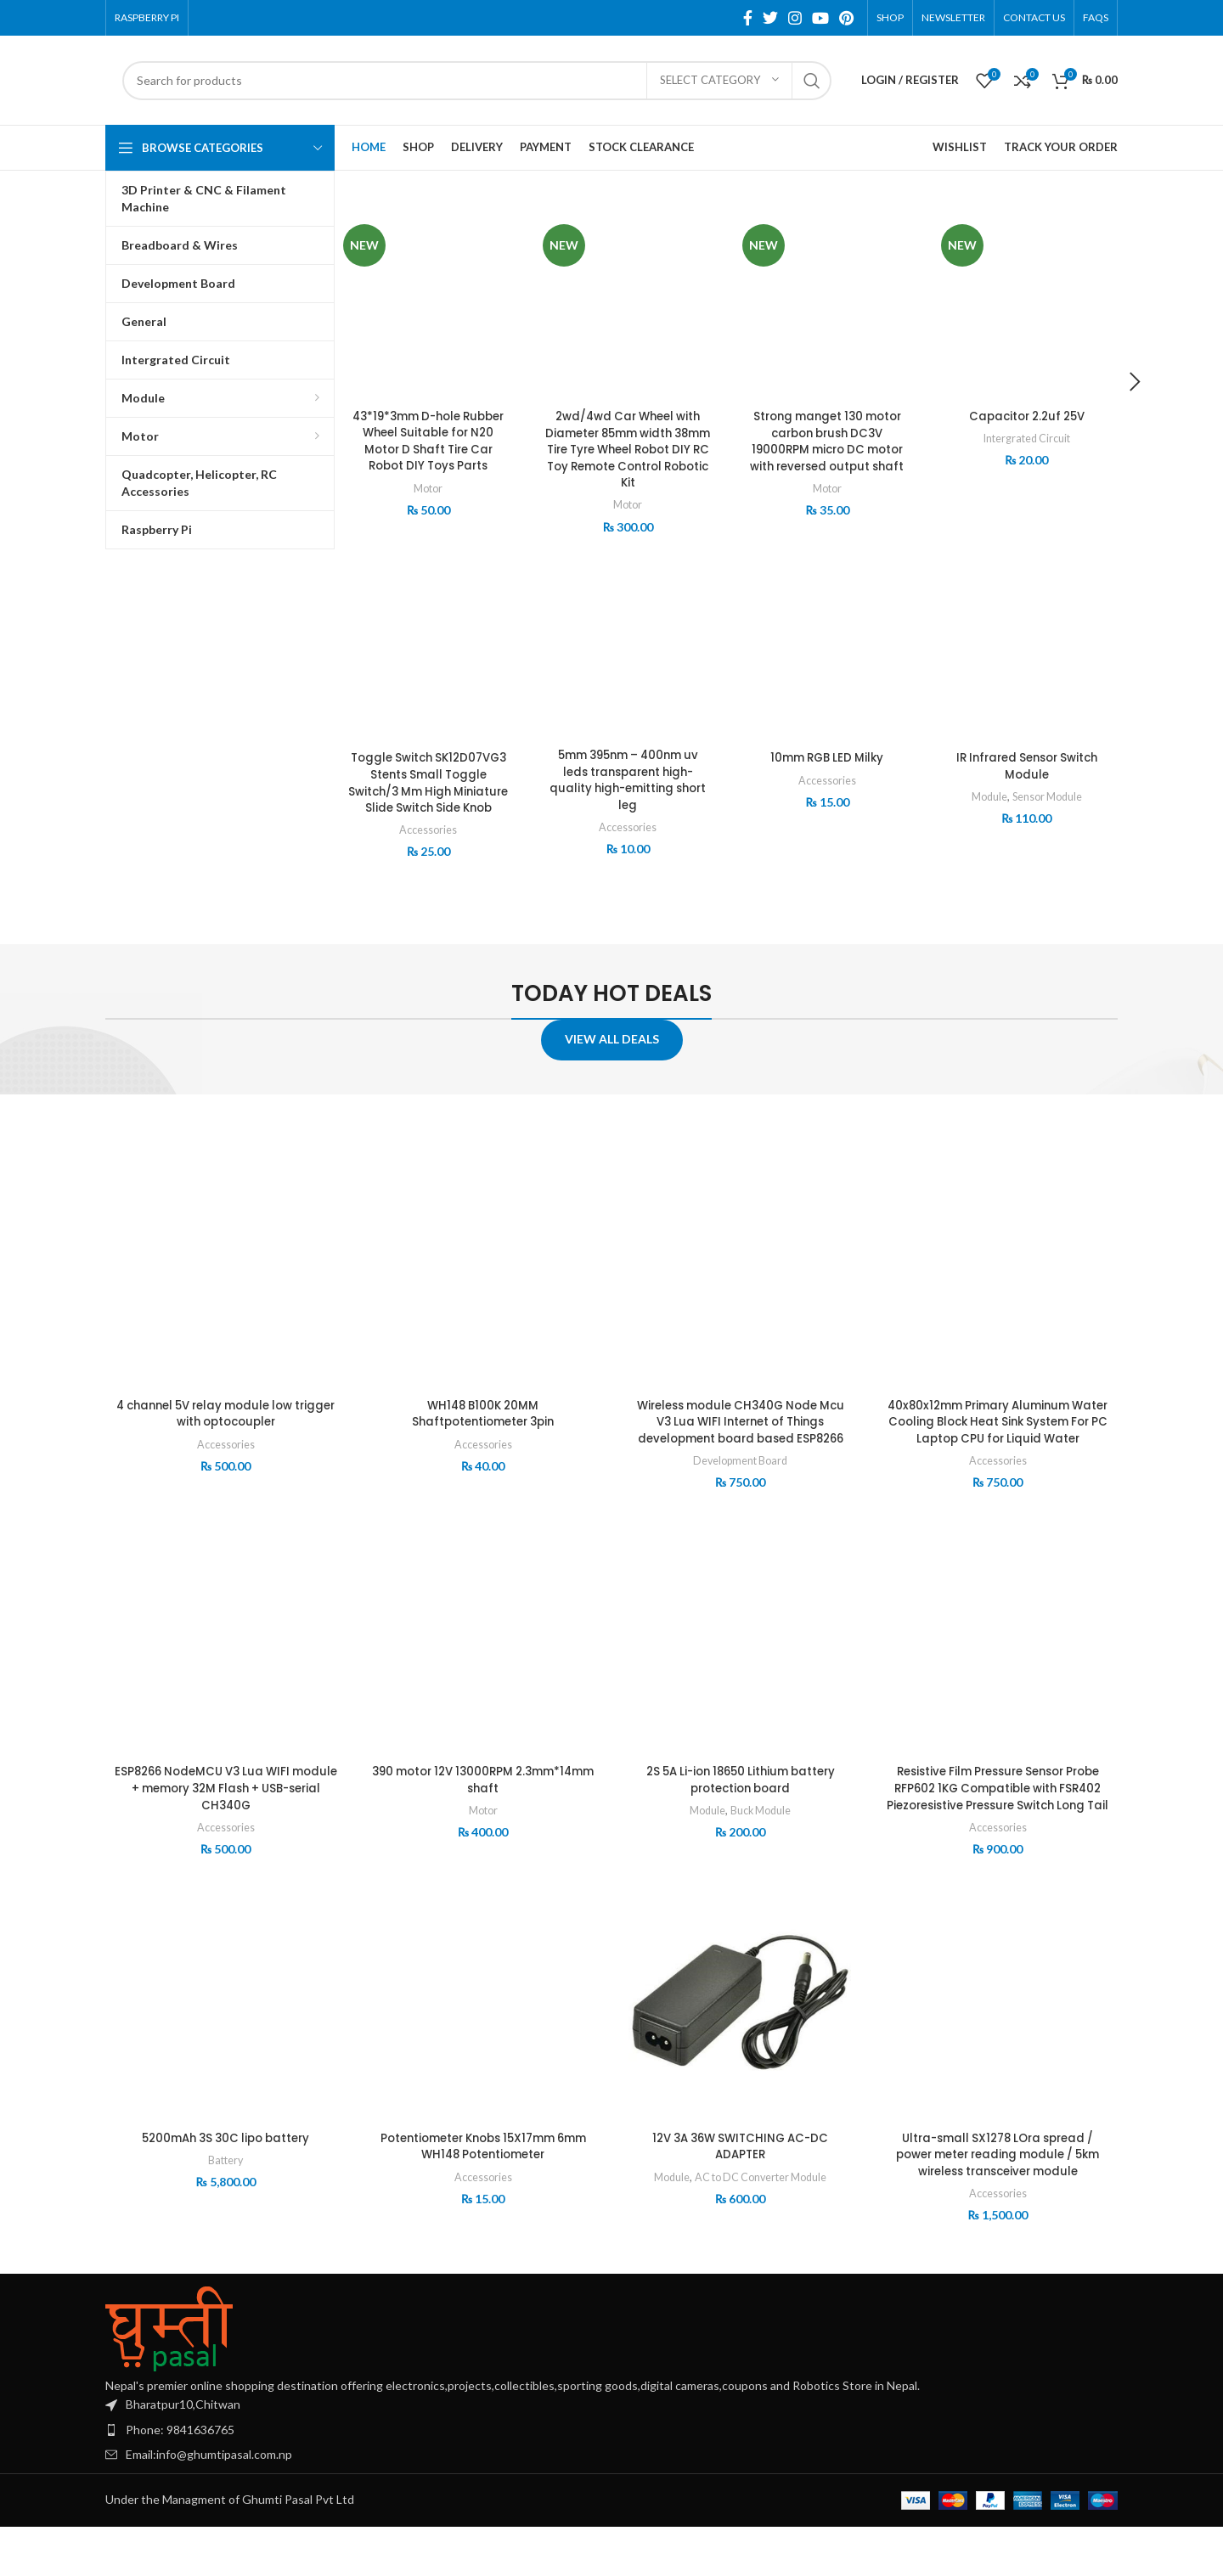 RASPBERRY PI
SHOP
NEWSLETTER
CONTACT US
FAQS
Search for products
SELECT CATEGORY
LOGIN / REGISTER
0
0
0
₨ 0.00
BROWSE CATEGORIES
HOME
SHOP
DELIVERY
PAYMENT
STOCK CLEARANCE
WISHLIST
TRACK YOUR ORDER
3D Printer & CNC & Filament
Machine
Breadboard & Wires
Development Board
General
Intergrated Circuit
Module
Motor
Quadcopter, Helicopter, RC
Accessories
Raspberry Pi
NEW
43*19*3mm D-hole Rubber
Wheel Suitable for N20
Motor D Shaft Tire Car
Robot DIY Toys Parts
Motor
₨ 50.00
NEW
2wd/4wd Car Wheel with
Diameter 85mm width 38mm
Tire Tyre Wheel Robot DIY RC
Toy Remote Control Robotic
Kit
Motor
₨ 300.00
NEW
Strong manget 130 motor
carbon brush DC3V
19000RPM micro DC motor
with reversed output shaft
Motor
₨ 35.00
NEW
Capacitor 2.2uf 25V
Intergrated Circuit
₨ 20.00
Toggle Switch SK12D07VG3
Stents Small Toggle
Switch/3 Mm High Miniature
Slide Switch Side Knob
Accessories
₨ 25.00
5mm 395nm – 400nm uv
leds transparent high-
quality high-emitting short
leg
Accessories
₨ 10.00
10mm RGB LED Milky
Accessories
₨ 15.00
IR Infrared Sensor Switch
Module
Module, Sensor Module
₨ 110.00
TODAY HOT DEALS
VIEW ALL DEALS
4 channel 5V relay module low trigger
with optocoupler
Accessories
₨ 500.00
WH148 B100K 20MM
Shaftpotentiometer 3pin
Accessories
₨ 40.00
Wireless module CH340G Node Mcu
V3 Lua WIFI Internet of Things
development board based ESP8266
Development Board
₨ 750.00
40x80x12mm Primary Aluminum Water
Cooling Block Heat Sink System For PC
Laptop CPU for Liquid Water
Accessories
₨ 750.00
ESP8266 NodeMCU V3 Lua WIFI module
+ memory 32M Flash + USB-serial
CH340G
Accessories
₨ 500.00
390 motor 12V 13000RPM 2.3mm*14mm
shaft
Motor
₨ 400.00
2S 5A Li-ion 18650 Lithium battery
protection board
Module, Buck Module
₨ 200.00
Resistive Film Pressure Sensor Probe
RFP602 1KG Compatible with FSR402
Piezoresistive Pressure Switch Long Tail
Accessories
₨ 900.00
5200mAh 3S 30C lipo battery
Battery
₨ 5,800.00
Potentiometer Knobs 15X17mm 6mm
WH148 Potentiometer
Accessories
₨ 15.00
12V 3A 36W SWITCHING AC-DC
ADAPTER
Module, AC to DC Converter Module
₨ 600.00
Ultra-small SX1278 LOra spread /
power meter reading module / 5km
wireless transceiver module
Accessories
₨ 1,500.00
घुम्ती
pasal
Nepal's premier online shopping destination offering electronics,projects,collectibles,sporting goods,digital cameras,coupons and Robotics Store in Nepal.
Bharatpur10,Chitwan
Phone: 9841636765
Email:info@ghumtipasal.com.np
Under the Managment of Ghumti Pasal Pvt Ltd
VISA
MasterCard
PayPal
AMERICAN EXPRESS
VISA Electron
Maestro